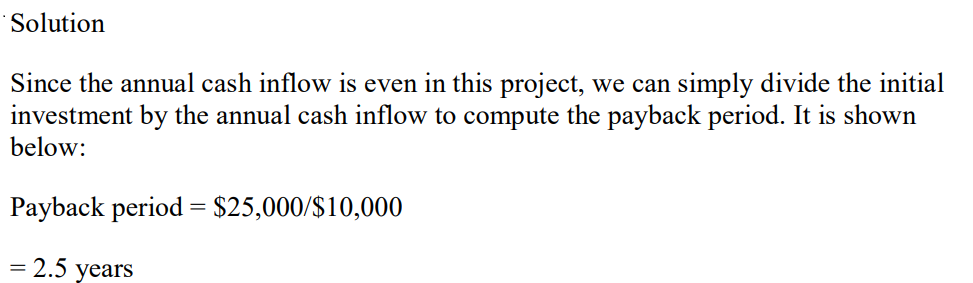 Solution
Since the annual cash inflow is even in this project, we can simply divide the initial
investment by the annual cash inflow to compute the payback period. It is shown
below:
Payback period = $25,000/$10,000
= 2.5 years